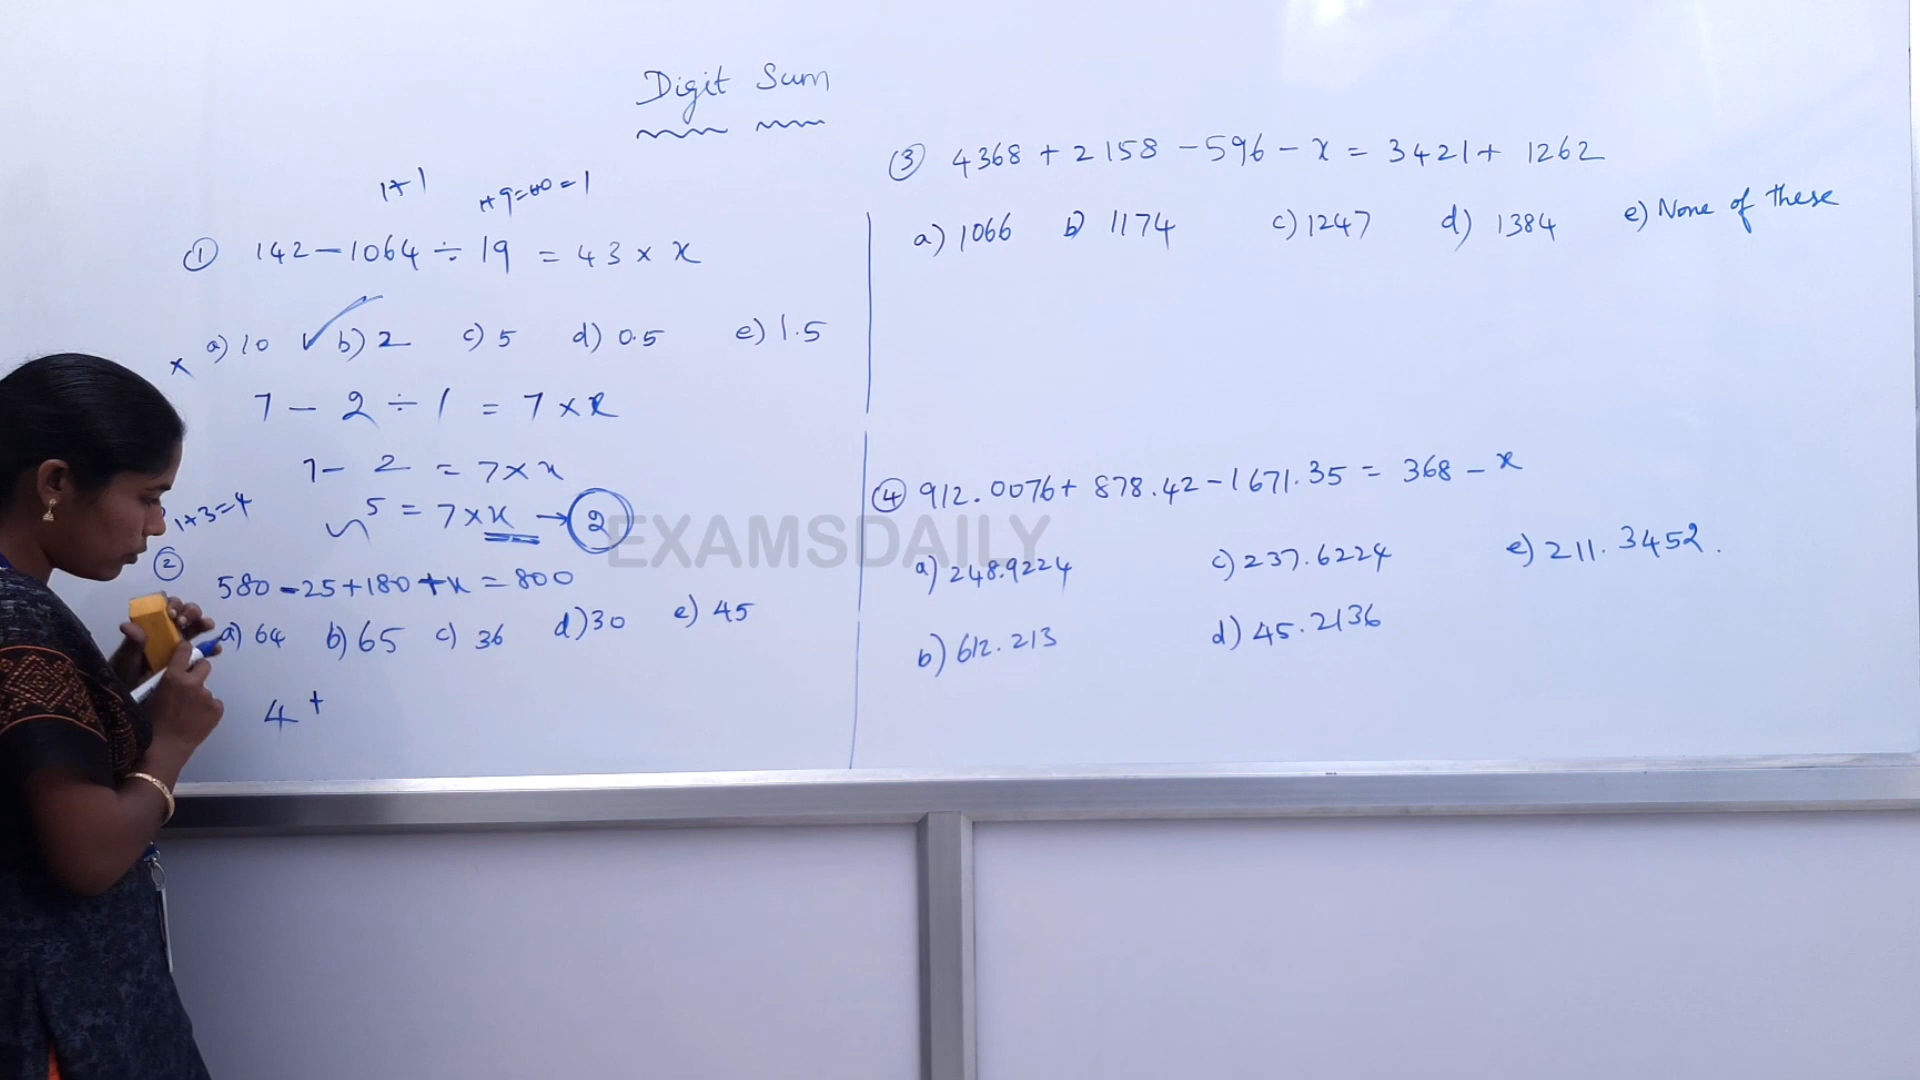 Digit Sum
1+1
1+9=10=1
① 142 - 1064 ÷ 19 = 43 × x
a) 10 ✓ b) 2 c) 5 d) 0.5 e) 1.5
x
7 - 2 ÷ 1 = 7 × x
7 - 2 = 7 × x
5 = 7 × x → 2
1+3=4
②
580 - 25 + 180 + x = 800
a) 64 b) 65 c) 36 d) 30 e) 45
4 +
③ 4368 + 2158 - 596 - x = 3421 + 1262
a) 1066 b) 1174 c) 1247 d) 1384 e) None of these
④ 912.0076 + 878.42 - 1671.35 = 368 - x
a) 248.9224 c) 237.6224 e) 211.3452.
b) 612.213 d) 45.2136
EXAMSDAILY